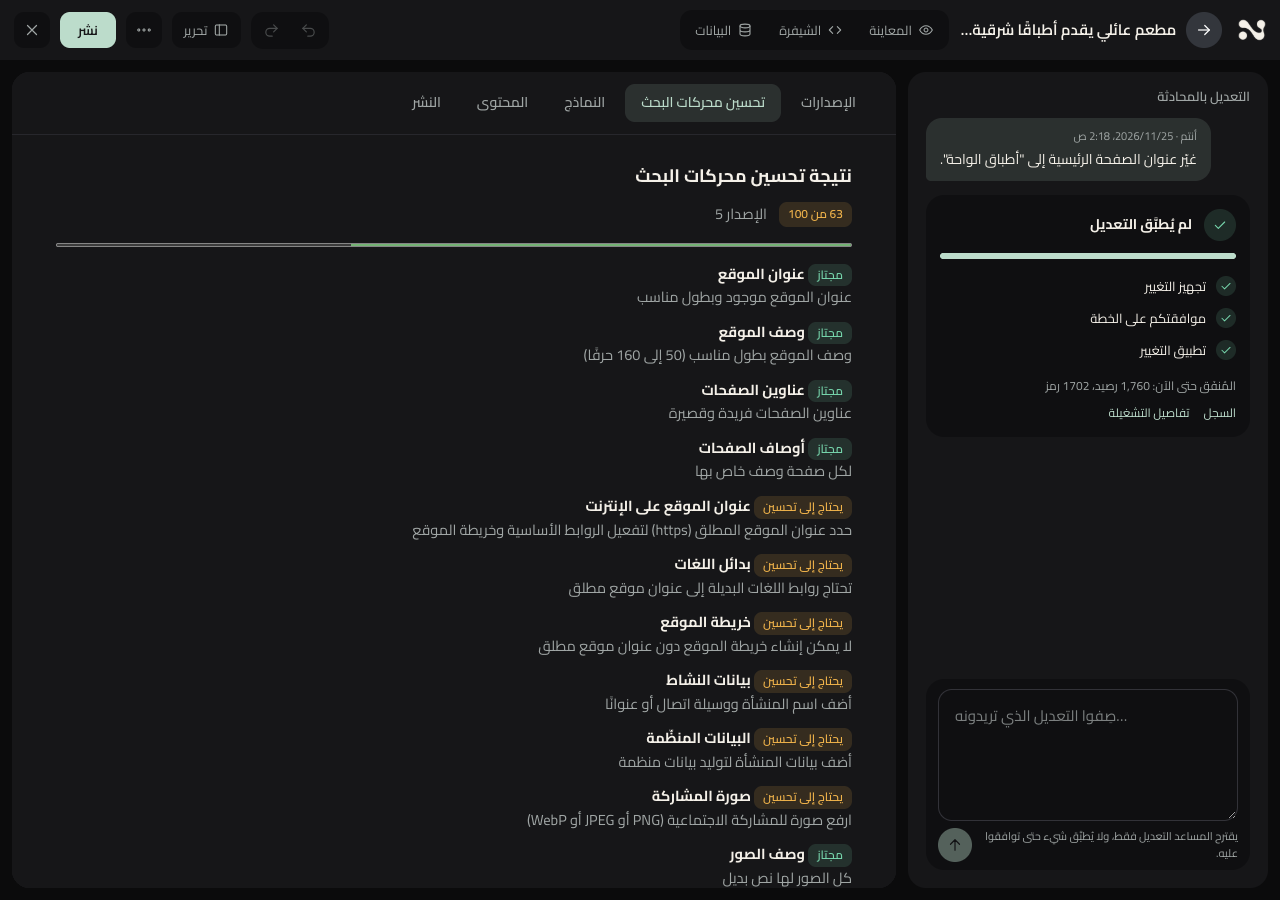 مطعم عائلي يقدم أطباقًا شرقية...
المعاينة
الشيفرة
البيانات
تحرير
نشر
التعديل بالمحادثة
أنتم · 2026/11/25، 2:18 ص
غيّر عنوان الصفحة الرئيسية إلى "أطباق الواحة".
لم يُطبَّق التعديل
تجهيز التغيير
موافقتكم على الخطة
تطبيق التغيير
المُنفَق حتى الآن: 1,760 رصيد، 1702 رمز
السجل تفاصيل التشغيلة
صِفوا التعديل الذي تريدونه...
يقترح المساعد التعديل فقط، ولا يُطبَّق شيء حتى توافقوا
عليه.
الإصدارات
تحسين محركات البحث
النماذج
المحتوى
النشر
نتيجة تحسين محركات البحث
63 من 100 الإصدار 5
مجتاز عنوان الموقع
عنوان الموقع موجود وبطول مناسب
مجتاز وصف الموقع
وصف الموقع بطول مناسب (50 إلى 160 حرفًا)
مجتاز عناوين الصفحات
عناوين الصفحات فريدة وقصيرة
مجتاز أوصاف الصفحات
لكل صفحة وصف خاص بها
يحتاج إلى تحسين عنوان الموقع على الإنترنت
حدد عنوان الموقع المطلق (https) لتفعيل الروابط الأساسية وخريطة الموقع
يحتاج إلى تحسين بدائل اللغات
تحتاج روابط اللغات البديلة إلى عنوان موقع مطلق
يحتاج إلى تحسين خريطة الموقع
لا يمكن إنشاء خريطة الموقع دون عنوان موقع مطلق
يحتاج إلى تحسين بيانات النشاط
أضف اسم المنشأة ووسيلة اتصال أو عنوانًا
يحتاج إلى تحسين البيانات المنظّمة
أضف بيانات المنشأة لتوليد بيانات منظمة
يحتاج إلى تحسين صورة المشاركة
ارفع صورة للمشاركة الاجتماعية (PNG أو JPEG أو WebP)
مجتاز وصف الصور
كل الصور لها نص بديل